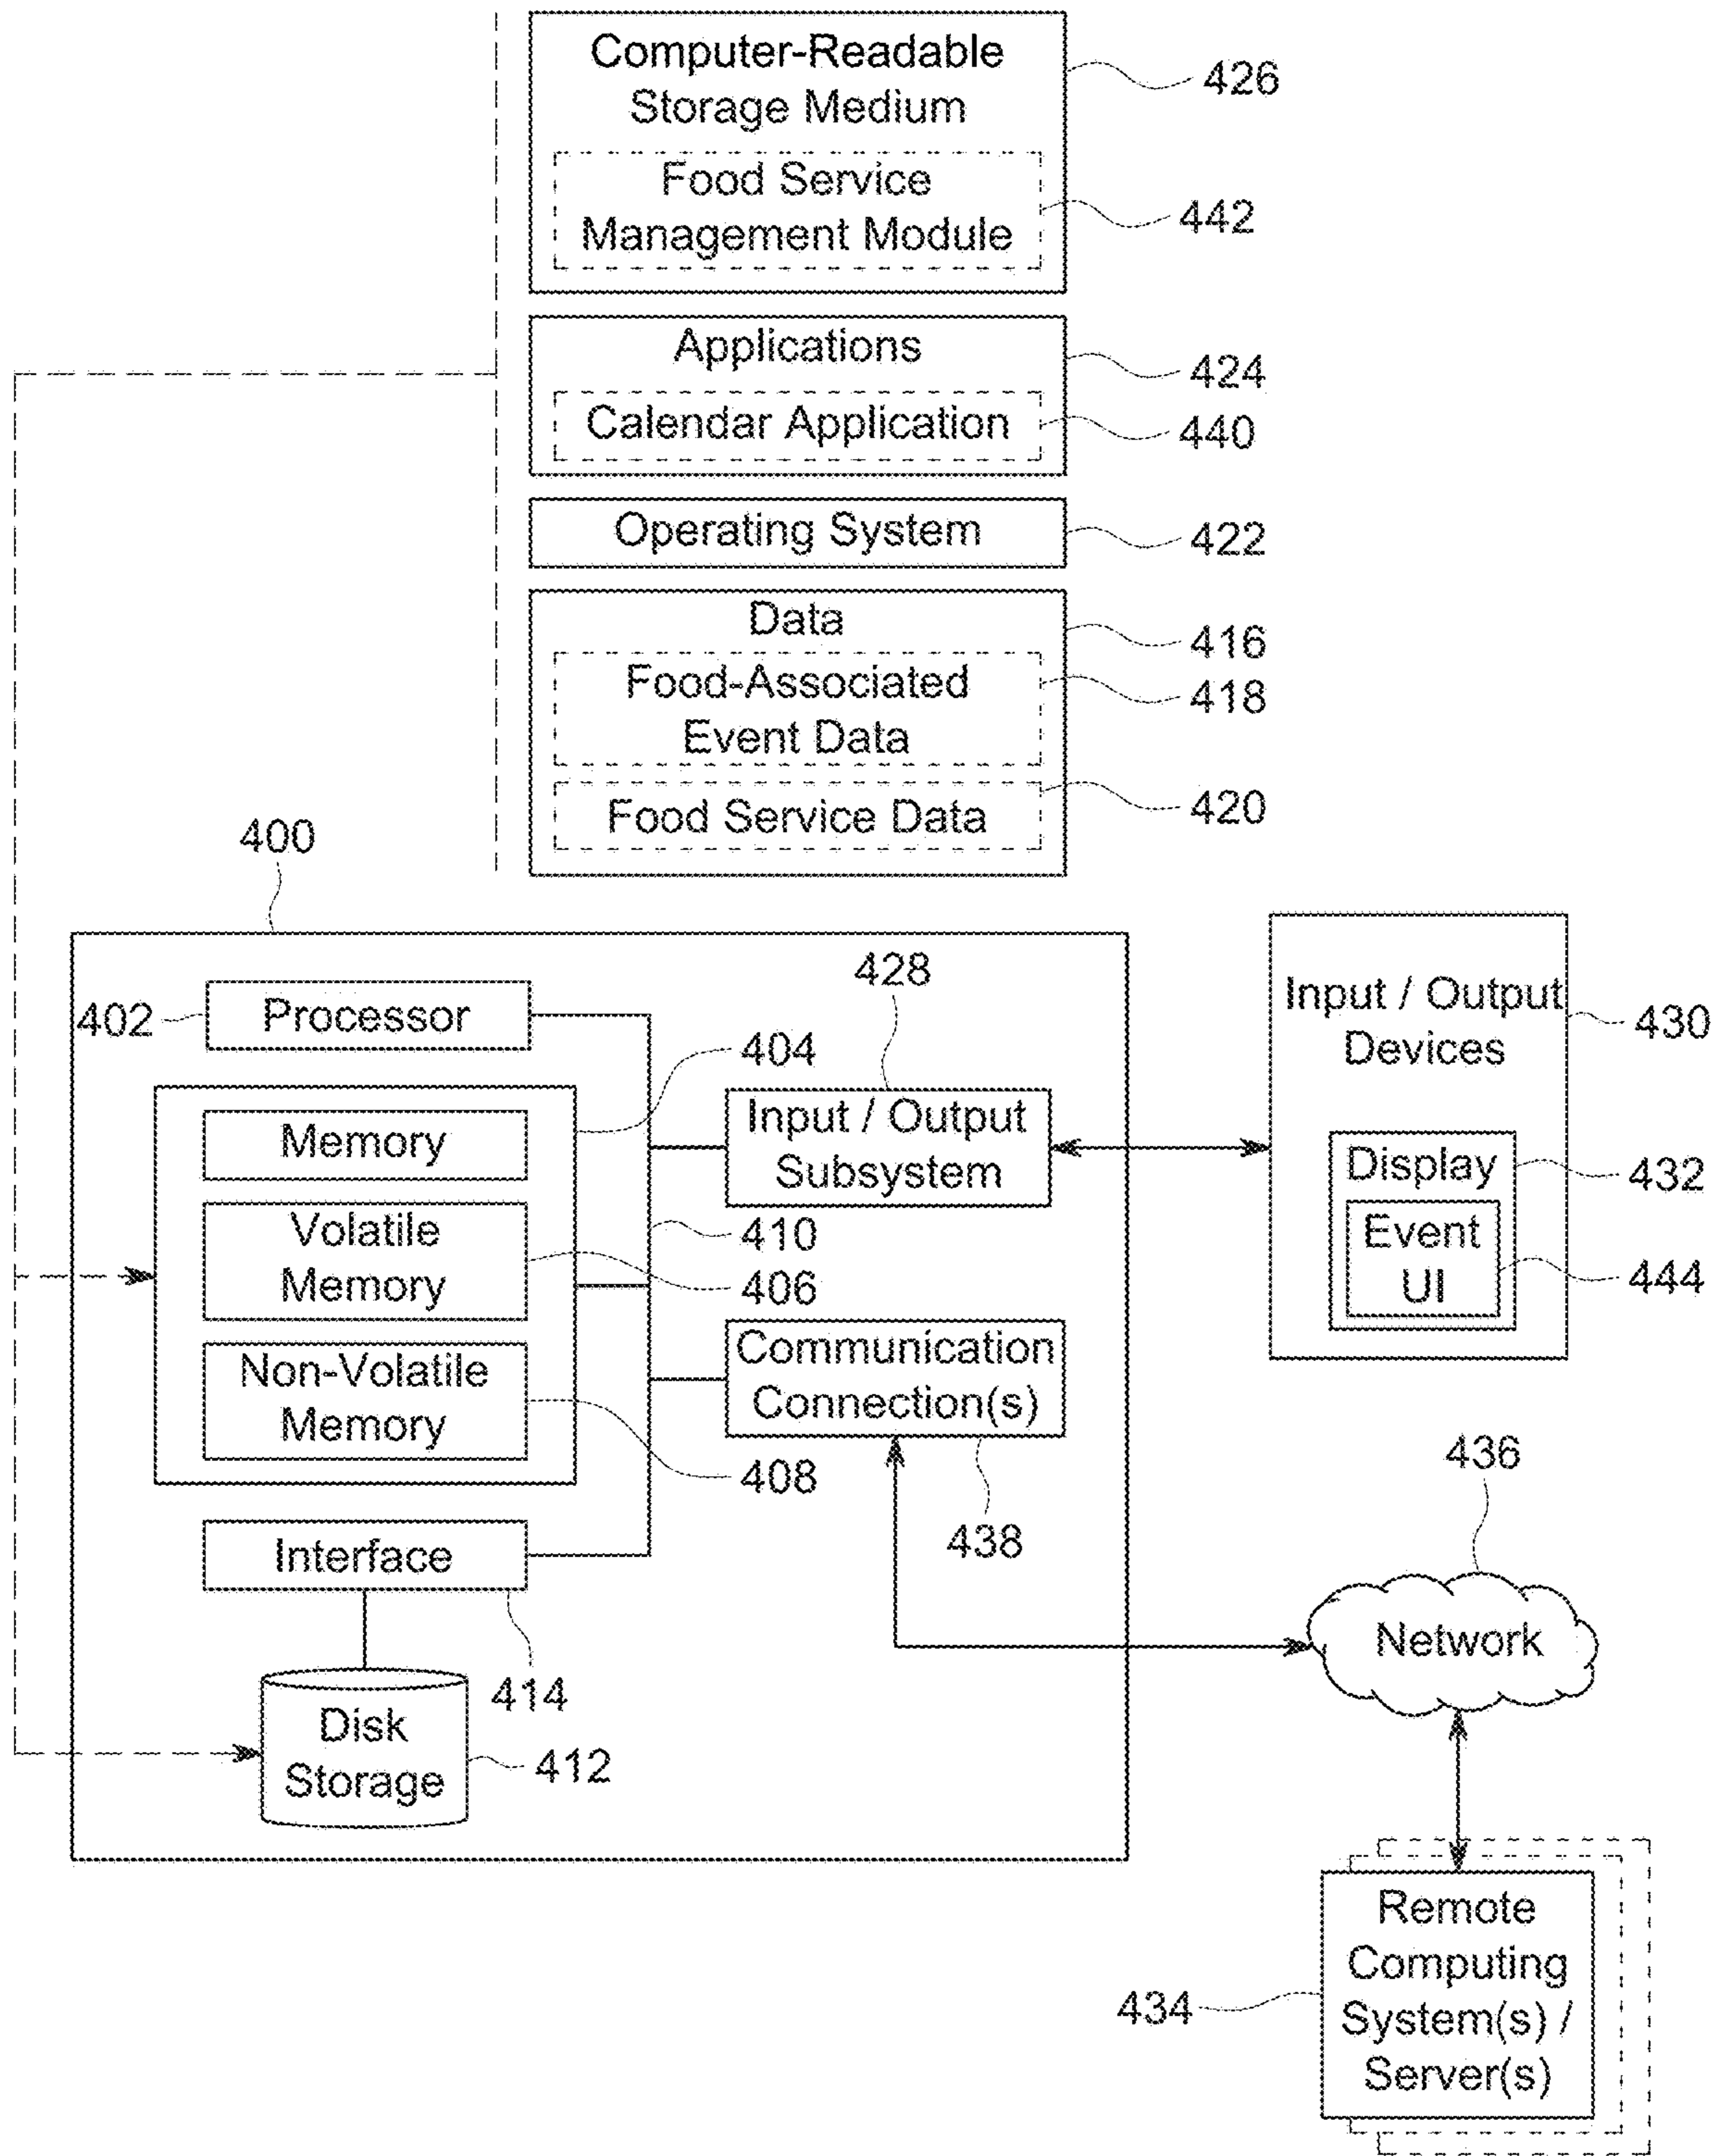 Computer-Readable
Storage Medium
426
Food Service
Management Module
442
Applications
424
Calendar Application
440
Operating System
422
Data
416
Food-Associated
Event Data
418
Food Service Data
420
400
402
Processor
404
Memory
Volatile
Memory
406
Non-Volatile
Memory
408
410
Interface
414
Disk
Storage
412
428
Input / Output
Subsystem
Communication
Connection(s)
438
Input / Output
Devices
430
Display
432
Event
UI
444
436
Network
434
Remote
Computing
System(s) /
Server(s)